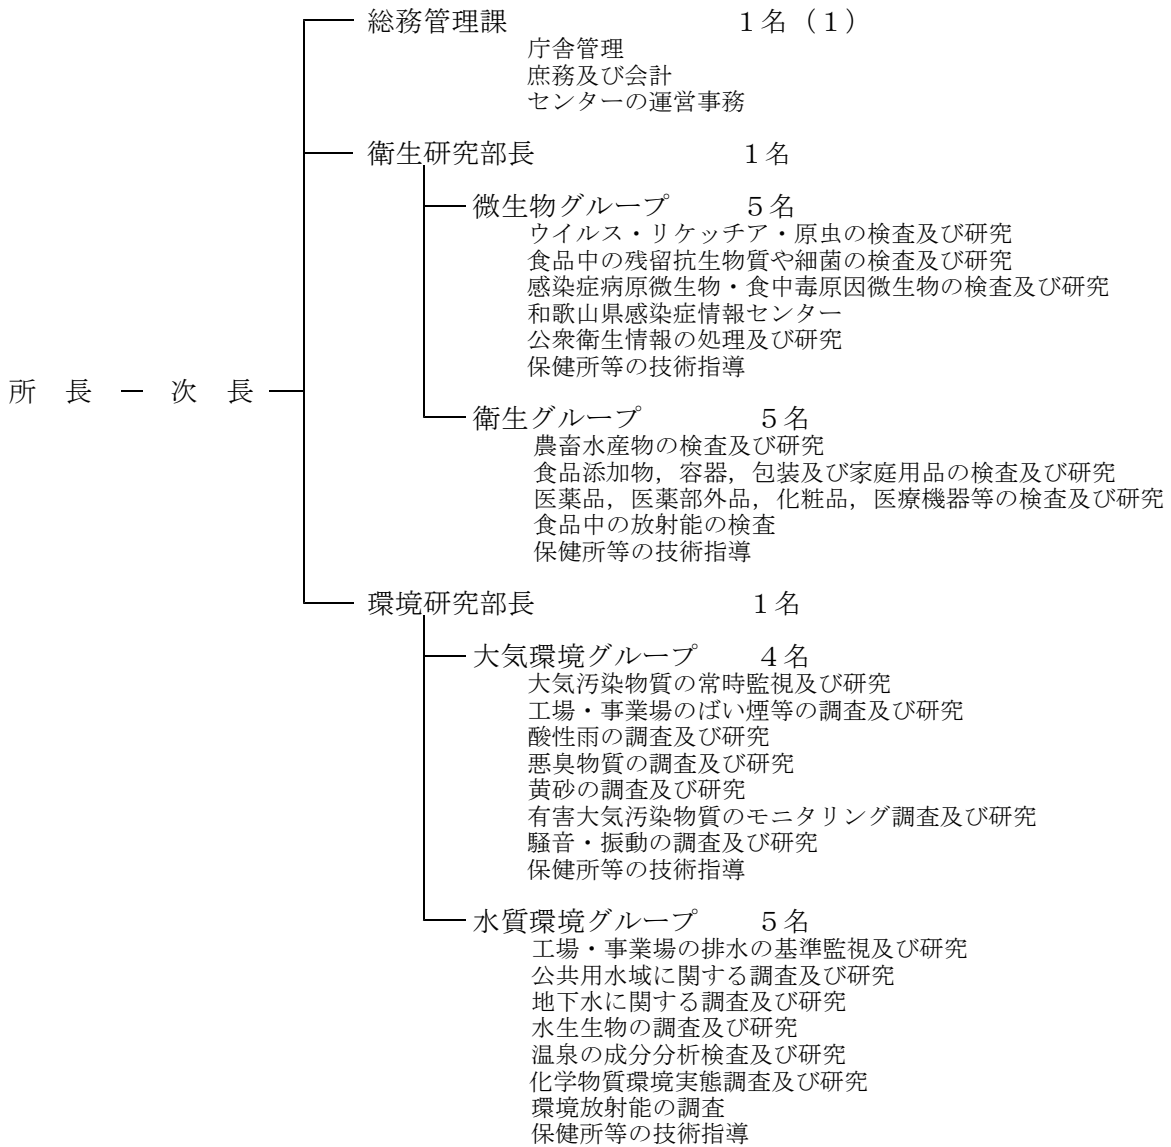 総務管理課 1名（1）
庁舎管理
庶務及び会計
センターの運営事務
衛生研究部長 1名
微生物グループ 5名
ウイルス・リケッチア・原虫の検査及び研究
食品中の残留抗生物質や細菌の検査及び研究
感染症病原微生物・食中毒原因微生物の検査及び研究
和歌山県感染症情報センター
公衆衛生情報の処理及び研究
保健所等の技術指導
所 長 － 次 長
衛生グループ 5名
農畜水産物の検査及び研究
食品添加物，容器，包装及び家庭用品の検査及び研究
医薬品，医薬部外品，化粧品，医療機器等の検査及び研究
食品中の放射能の検査
保健所等の技術指導
環境研究部長 1名
大気環境グループ 4名
大気汚染物質の常時監視及び研究
工場・事業場のばい煙等の調査及び研究
酸性雨の調査及び研究
悪臭物質の調査及び研究
黄砂の調査及び研究
有害大気汚染物質のモニタリング調査及び研究
騒音・振動の調査及び研究
保健所等の技術指導
水質環境グループ 5名
工場・事業場の排水の基準監視及び研究
公共用水域に関する調査及び研究
地下水に関する調査及び研究
水生生物の調査及び研究
温泉の成分分析検査及び研究
化学物質環境実態調査及び研究
環境放射能の調査
保健所等の技術指導